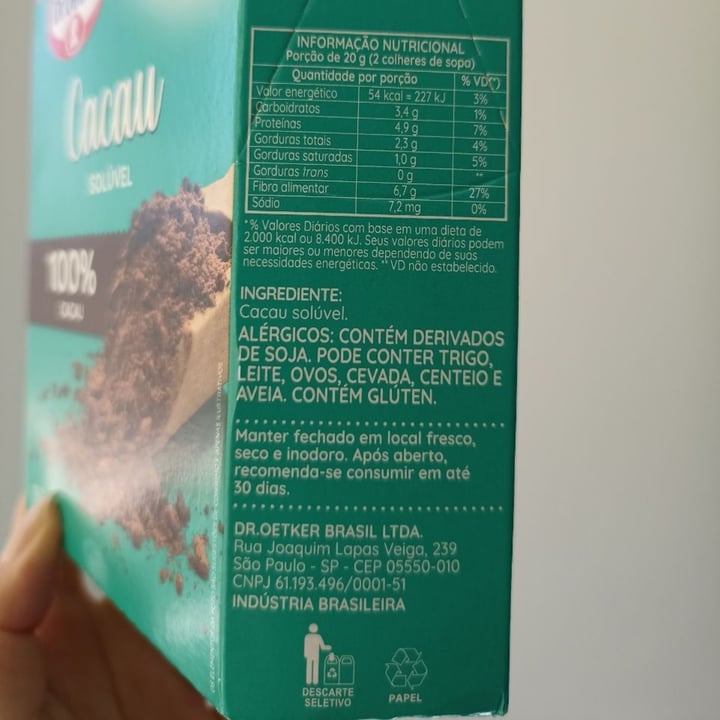 Cacau
SOLÚVEL
100%
CACAU
INFORMAÇÃO NUTRICIONAL
Porção de 20 g (2 colheres de sopa)
Quantidade por porção % VD(*)
Valor energético 54 kcal = 227 kJ 3%
Carboidratos 3,4 g 1%
Proteínas 4,9 g 7%
Gorduras totais 2,3 g 4%
Gorduras saturadas 1,0 g 5%
Gorduras trans 0 g **
Fibra alimentar 6,7 g 27%
Sódio 7,2 mg 0%
*% Valores Diários com base em uma dieta de
2.000 kcal ou 8.400 kJ. Seus valores diários podem
ser maiores ou menores dependendo de suas
necessidades energéticas. **VD não estabelecido.
INGREDIENTE:
Cacau solúvel.
ALÉRGICOS: CONTÉM DERIVADOS
DE SOJA. PODE CONTER TRIGO,
LEITE, OVOS, CEVADA, CENTEIO E
AVEIA. CONTÉM GLÚTEN.
Manter fechado em local fresco,
seco e inodoro. Após aberto,
recomenda-se consumir em até
30 dias.
DR.OETKER BRASIL LTDA.
Rua Joaquim Lapas Veiga, 239
São Paulo - SP - CEP 05550-010
CNPJ 61.193.496/0001-51
INDÚSTRIA BRASILEIRA
DESCARTE
SELETIVO
PAPEL